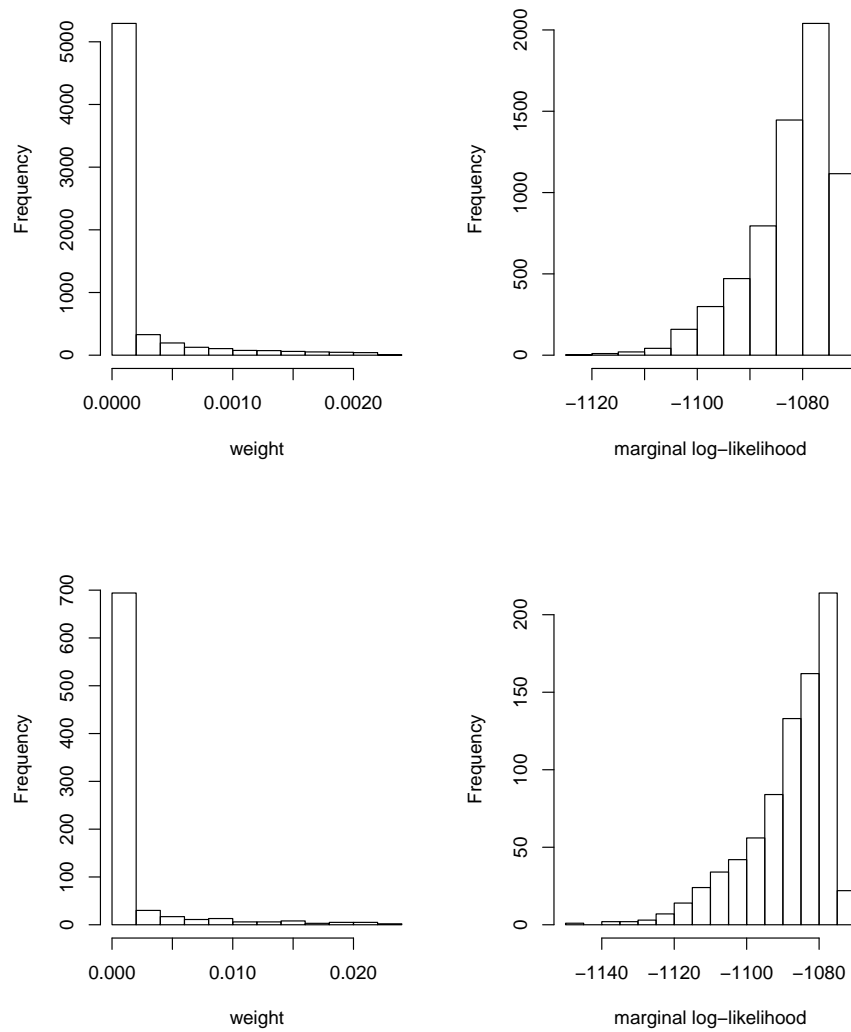 Frequency
0 1000 2000 3000 4000 5000
0.0000 0.0010 0.0020
weight
Frequency
0 500 1000 1500 2000
−1120 −1100 −1080
marginal log−likelihood
Frequency
0 100 200 300 400 500 600 700
0.000 0.010 0.020
weight
Frequency
0 50 100 150 200
−1140 −1120 −1100 −1080
marginal log−likelihood